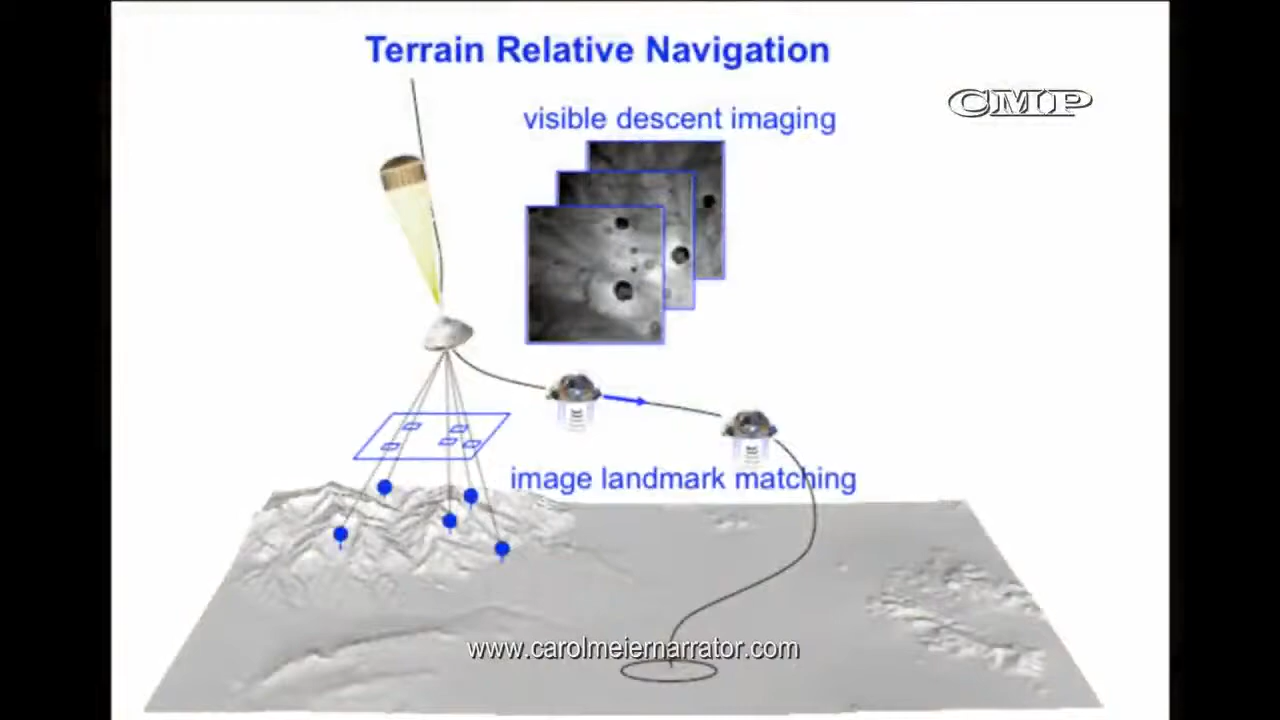 Terrain Relative Navigation
CMP
visible descent imaging
image landmark matching
www.carolmeiernarrator.com